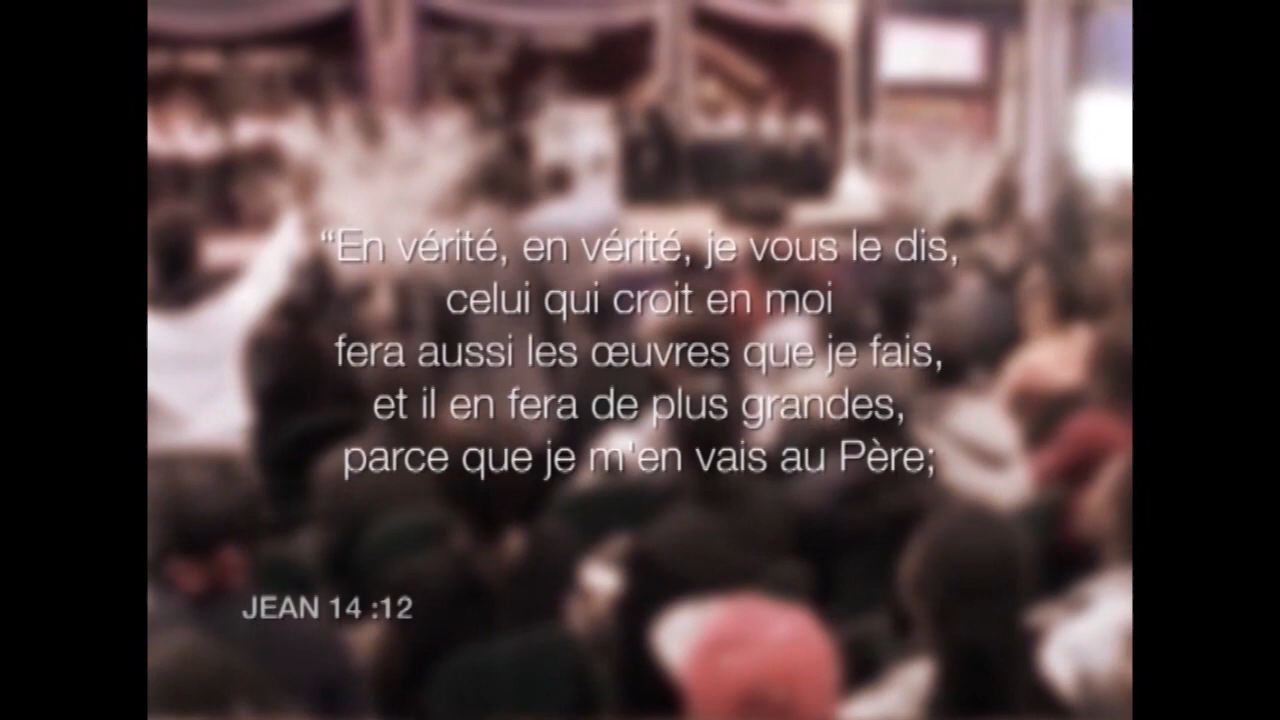 “En vérité, en vérité, je vous le dis,
celui qui croit en moi
fera aussi les œuvres que je fais,
et il en fera de plus grandes,
parce que je m'en vais au Père;
JEAN 14 :12